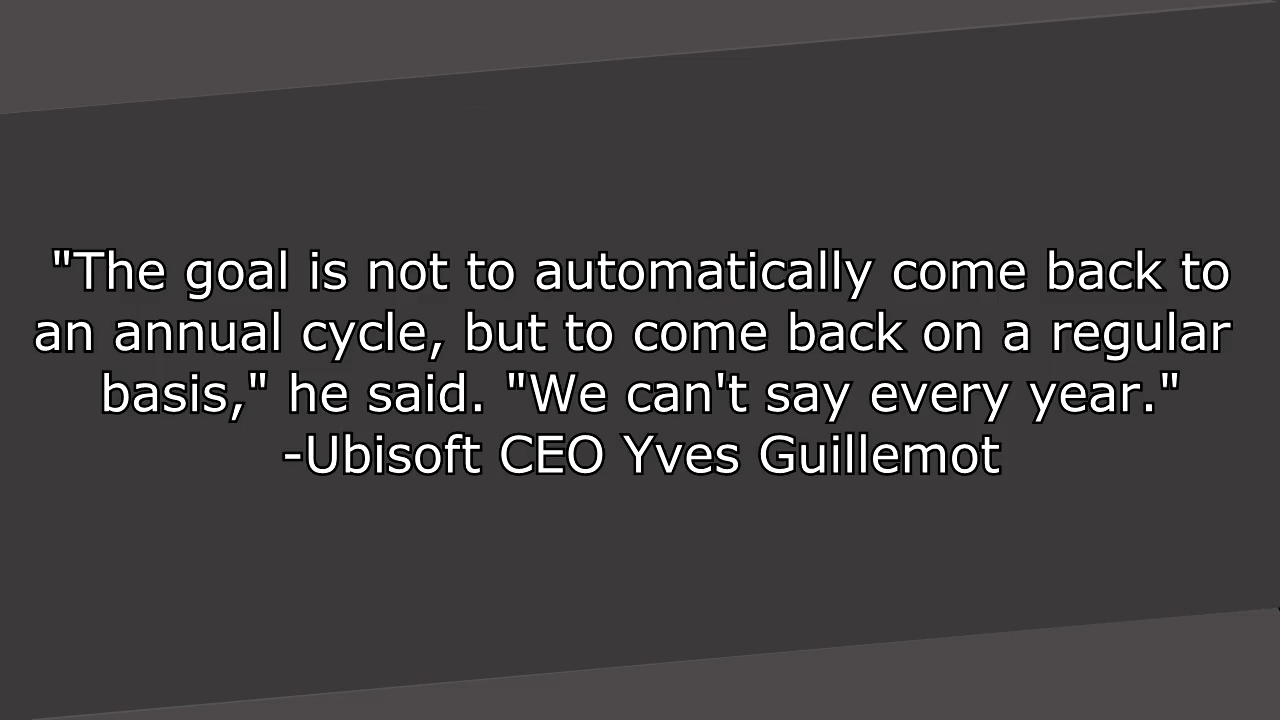 "The goal is not to automatically come back to
an annual cycle, but to come back on a regular
basis," he said. "We can't say every year."
-Ubisoft CEO Yves Guillemot